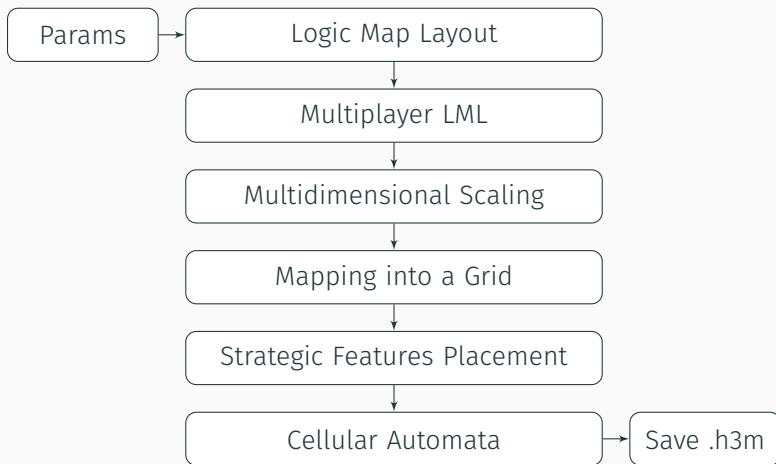 Params
Logic Map Layout
Multiplayer LML
Multidimensional Scaling
Mapping into a Grid
Strategic Features Placement
Cellular Automata
Save .h3m